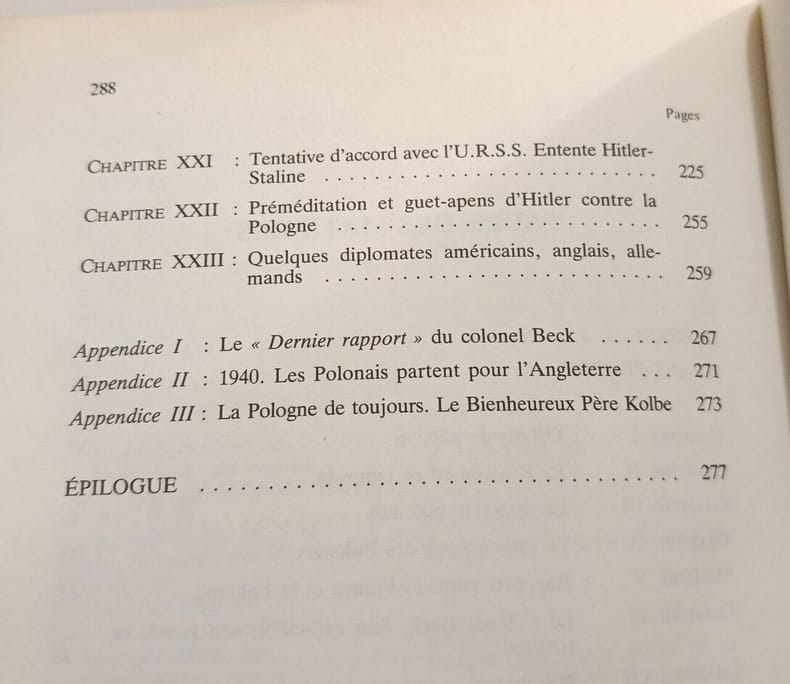 288
Pages
CHAPITRE XXI : Tentative d'accord avec l'U.R.S.S. Entente Hitler-
Staline . . . . . . . . . . . . . . . . . . . . . . . . . . . . 225
CHAPITRE XXII : Préméditation et guet-apens d'Hitler contre la
Pologne . . . . . . . . . . . . . . . . . . . . . . . . . . . 255
CHAPITRE XXIII : Quelques diplomates américains, anglais, alle-
mands . . . . . . . . . . . . . . . . . . . . . . . . . . . . 259
Appendice I : Le « Dernier rapport » du colonel Beck . . . . . . 267
Appendice II : 1940. Les Polonais partent pour l'Angleterre . . . 271
Appendice III : La Pologne de toujours. Le Bienheureux Père Kolbe 273
ÉPILOGUE . . . . . . . . . . . . . . . . . . . . . . . . . . . . . . . . . . . . 277